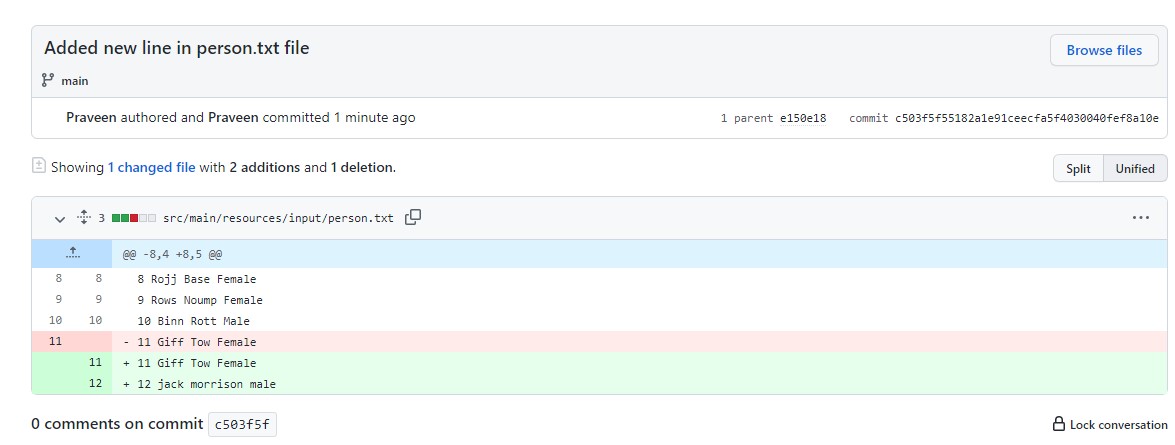 Added new line in person.txt file
Browse files
main
Praveen authored and Praveen committed 1 minute ago
1 parent e150e18 commit c503f5f55182a1e91ceecfa5f4030040fef8a10e
Showing 1 changed file with 2 additions and 1 deletion.
Split Unified
3 src/main/resources/input/person.txt
@@ -8,4 +8,5 @@
8 8 8 Rojj Base Female
9 9 9 Rows Noump Female
10 10 10 Binn Rott Male
11 - 11 Giff Tow Female
11 + 11 Giff Tow Female
12 + 12 jack morrison male
0 comments on commit c503f5f
Lock conversation